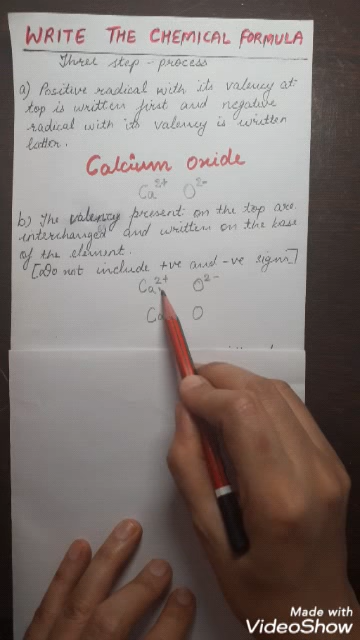 WRITE THE CHEMICAL FORMULA
Three step-process
a) Positive radical with its valency at
top is written first and negative
radical with its valency is written
latter.
Calcium oxide
Ca²⁺ O²⁻
b) The valency present on the top are
interchanged and written on the base
of the element.
[Do not include +ve and -ve sign]
Ca²⁺ O²⁻
Ca O
Made with
VideoShow